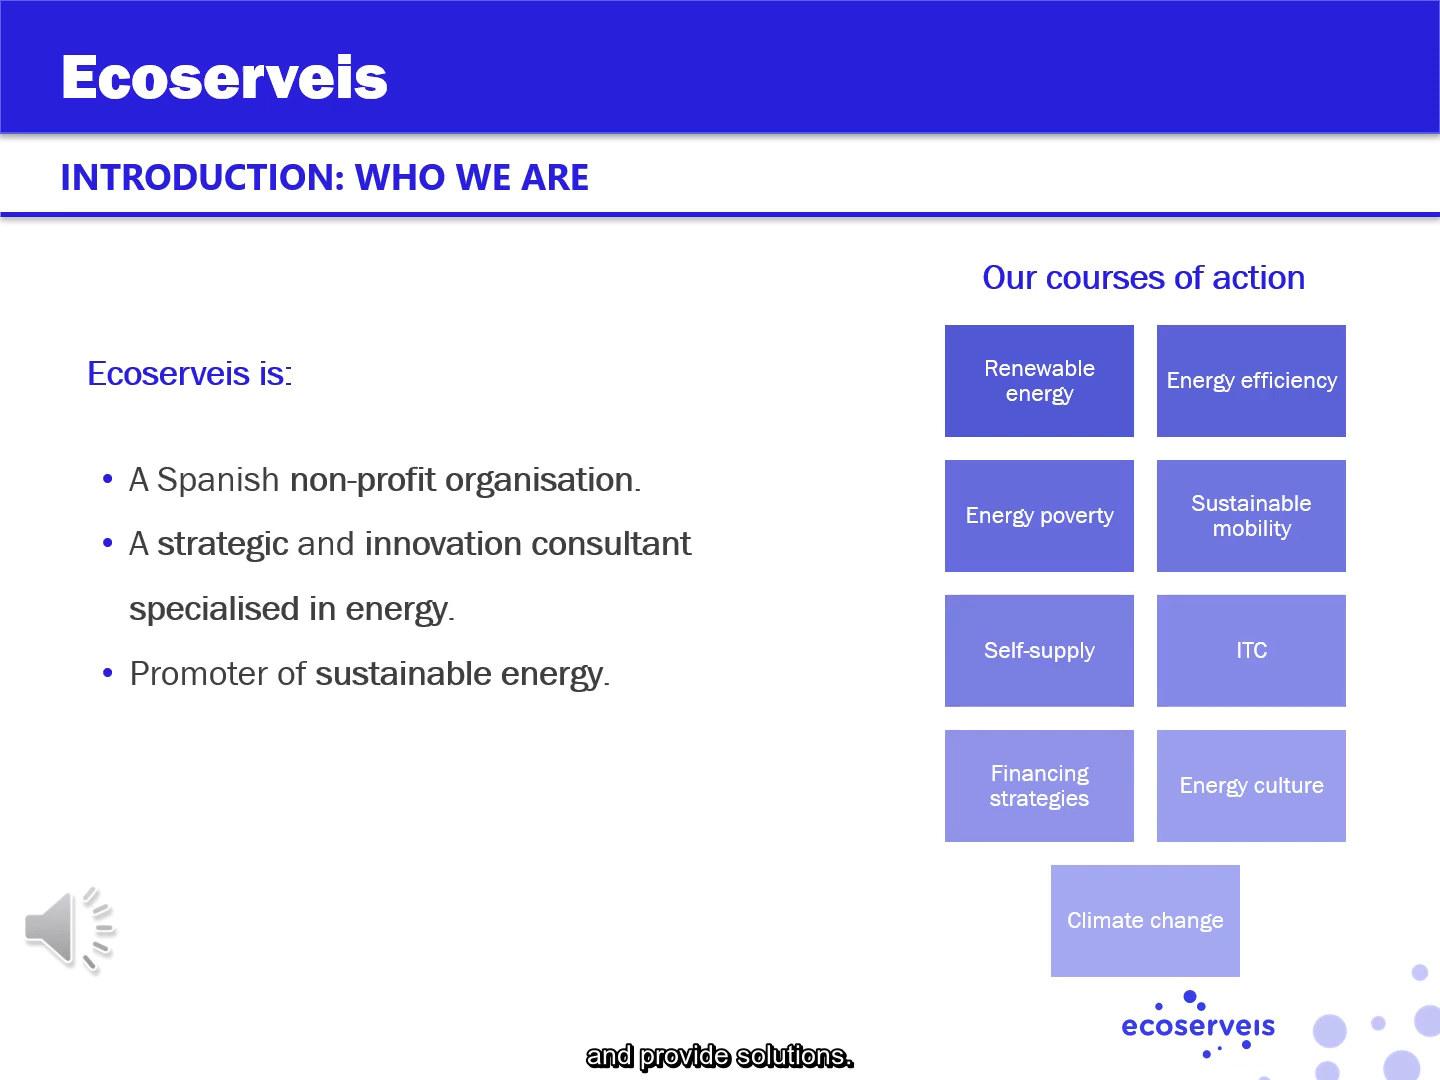 Ecoserveis
INTRODUCTION: WHO WE ARE
Ecoserveis is:
• A Spanish non-profit organisation.
• A strategic and innovation consultant
specialised in energy.
• Promoter of sustainable energy.
Our courses of action
Renewable
energy
Energy efficiency
Energy poverty
Sustainable
mobility
Self-supply
ITC
Financing
strategies
Energy culture
Climate change
ecoserveis
and provide solutions.